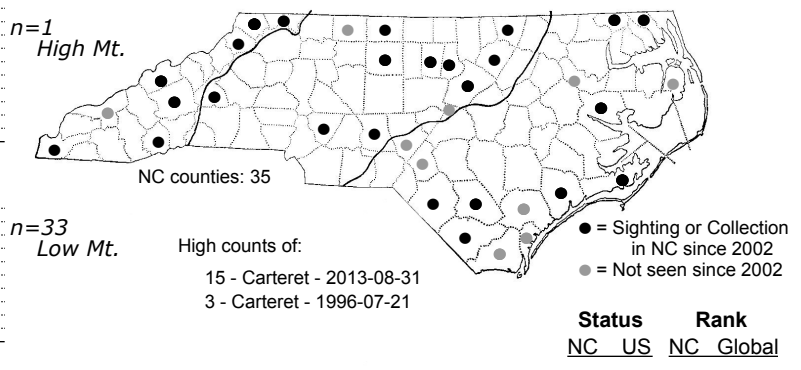 n=1
High Mt.
NC counties: 35
n=33
Low Mt.
High counts of:
15 - Carteret - 2013-08-31
3 - Carteret - 1996-07-21
= Sighting or Collection
in NC since 2002
= Not seen since 2002
Status Rank
NC US NC Global